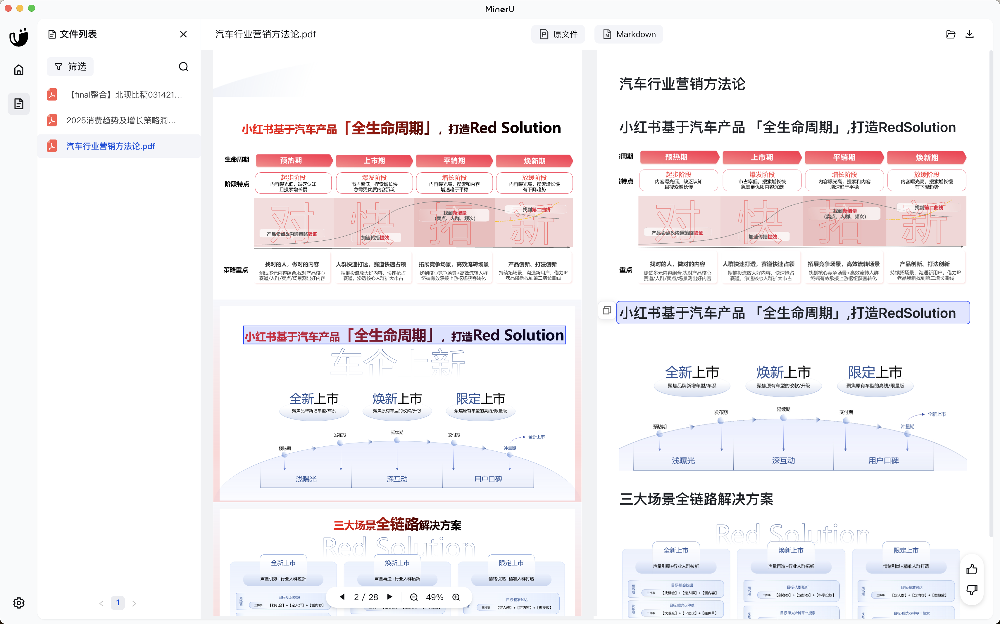 MinerU
文件列表
筛选
【final整合】北现比稿031421...
2025消费趋势及增长策略洞...
汽车行业营销方法论.pdf
1
汽车行业营销方法论.pdf
原文件
Markdown
小红书基于汽车产品「全生命周期」，打造Red Solution
生命周期 预热期 上市期 平销期 焕新期
阶段特点
起步阶段
内容曝光低，缺乏认知
且搜索增长慢
爆发阶段
市占率低，搜索增长快
急需更优质内容沉淀
增长阶段
内容曝光高，搜索和内容
增速趋于平稳
放缓阶段
内容曝光高，搜索增长慢
有下降趋势
对 快 拓 新
产品卖点&沟通策略验证
加速传播提效
找到新增量
（卖点、人群、频次）
找到第二曲线
策略重点
找对的人，做对的内容
测试多元内容组合,找对产品核心
赛道/人群/卖点/场景测出好内容
人群快速打透，赛道快速占领
搜推投流放大好内容，快速抢占
赛道，渗透核心人群扩大市占
拓展竞争场景，高效流转场景
找到核心竞争场景+高效流转人群
终端有效承接上游枢纽获客转化
产品创新、打法创新
持续拓场景、沟通新用户，借力IP
老品焕新找到第二增长曲线
小红书基于汽车产品「全生命周期」，打造Red Solution
车企上新
全新上市
聚焦品牌新增车型/车系
焕新上市
聚焦原有车型的改款/升级
限定上市
聚焦原有车型的高线/限量版
预热期
发布期
延续期
交付期
冲量期
全新上市
浅曝光
深互动
用户口碑
三大场景全链路解决方案
Red Solution
全新上市
声量引爆+行业人群拉新
预热期
目标·机会挖掘
三件事 【找机会】+【定人群】+【测内容】
焕新上市
声量再造+行业人群拓新
限定上市
情绪引燃+精准人群打透
目标·精准触达
三件事 【定人群】+【定内容】+【做投放】
2 / 28
49%
汽车行业营销方法论
小红书基于汽车产品 「全生命周期」,打造RedSolution
周期 预热期 上市期 平销期 焕新期
特点
起步阶段
内容曝光低，缺乏认知
且搜索增长慢
爆发阶段
市占率低，搜索增长快
急需更优质内容沉淀
增长阶段
内容曝光高，搜索和内容
增速趋于平稳
放缓阶段
内容曝光高，搜索增长慢
有下降趋势
对 快 拓 新
产品卖点&沟通策略验证
加速传播提效
找到新增量
（卖点、人群、频次）
找到第二曲线
重点
找对的人，做对的内容
测试多元内容组合,找对产品核心
赛道/人群/卖点/场景测出好内容
人群快速打透，赛道快速占领
搜推投流放大好内容，快速抢占
赛道，渗透核心人群扩大市占
拓展竞争场景，高效流转场景
找到核心竞争场景+高效流转人群
终端有效承接上游枢纽获客转化
产品创新、打法创新
持续拓场景、沟通新用户，借力IP
老品焕新找到第二增长曲线
小红书基于汽车产品 「全生命周期」,打造RedSolution
全新上市
聚焦品牌新增车型/车系
焕新上市
聚焦原有车型的改款/升级
限定上市
聚焦原有车型的高线/限量版
预热期
发布期
延续期
交付期
冲量期
全新上市
浅曝光
深互动
用户口碑
三大场景全链路解决方案
Red Solution
全新上市
声量引爆+行业人群拉新
预热期
目标·机会挖掘
三件事 【找机会】+【定人群】+【测内容】
发布期
目标·曝光&种草
三件事 【大曝光】+【IP助攻】+【强种草】
焕新上市
声量再造+行业人群拓新
预热期
目标·人群拓新
三件事 【刮老客】+【定新客】+【科学投放】
目标·曝光&种草→搜索
限定上市
情绪引燃+精准人群打透
预热期
目标·精准触达
三件事 【定人群】+【定内容】+【做投放】
目标·曝光&种草→搜索